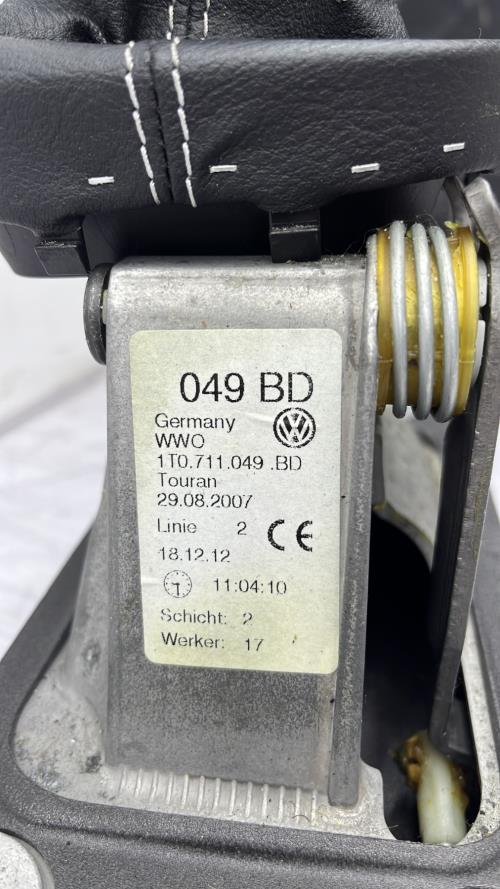 049 BD
Germany
WWO
1T0.711.049 .BD
Touran
29.08.2007
Linie 2 CE
18.12.12
11:04:10
Schicht: 2
Werker: 17